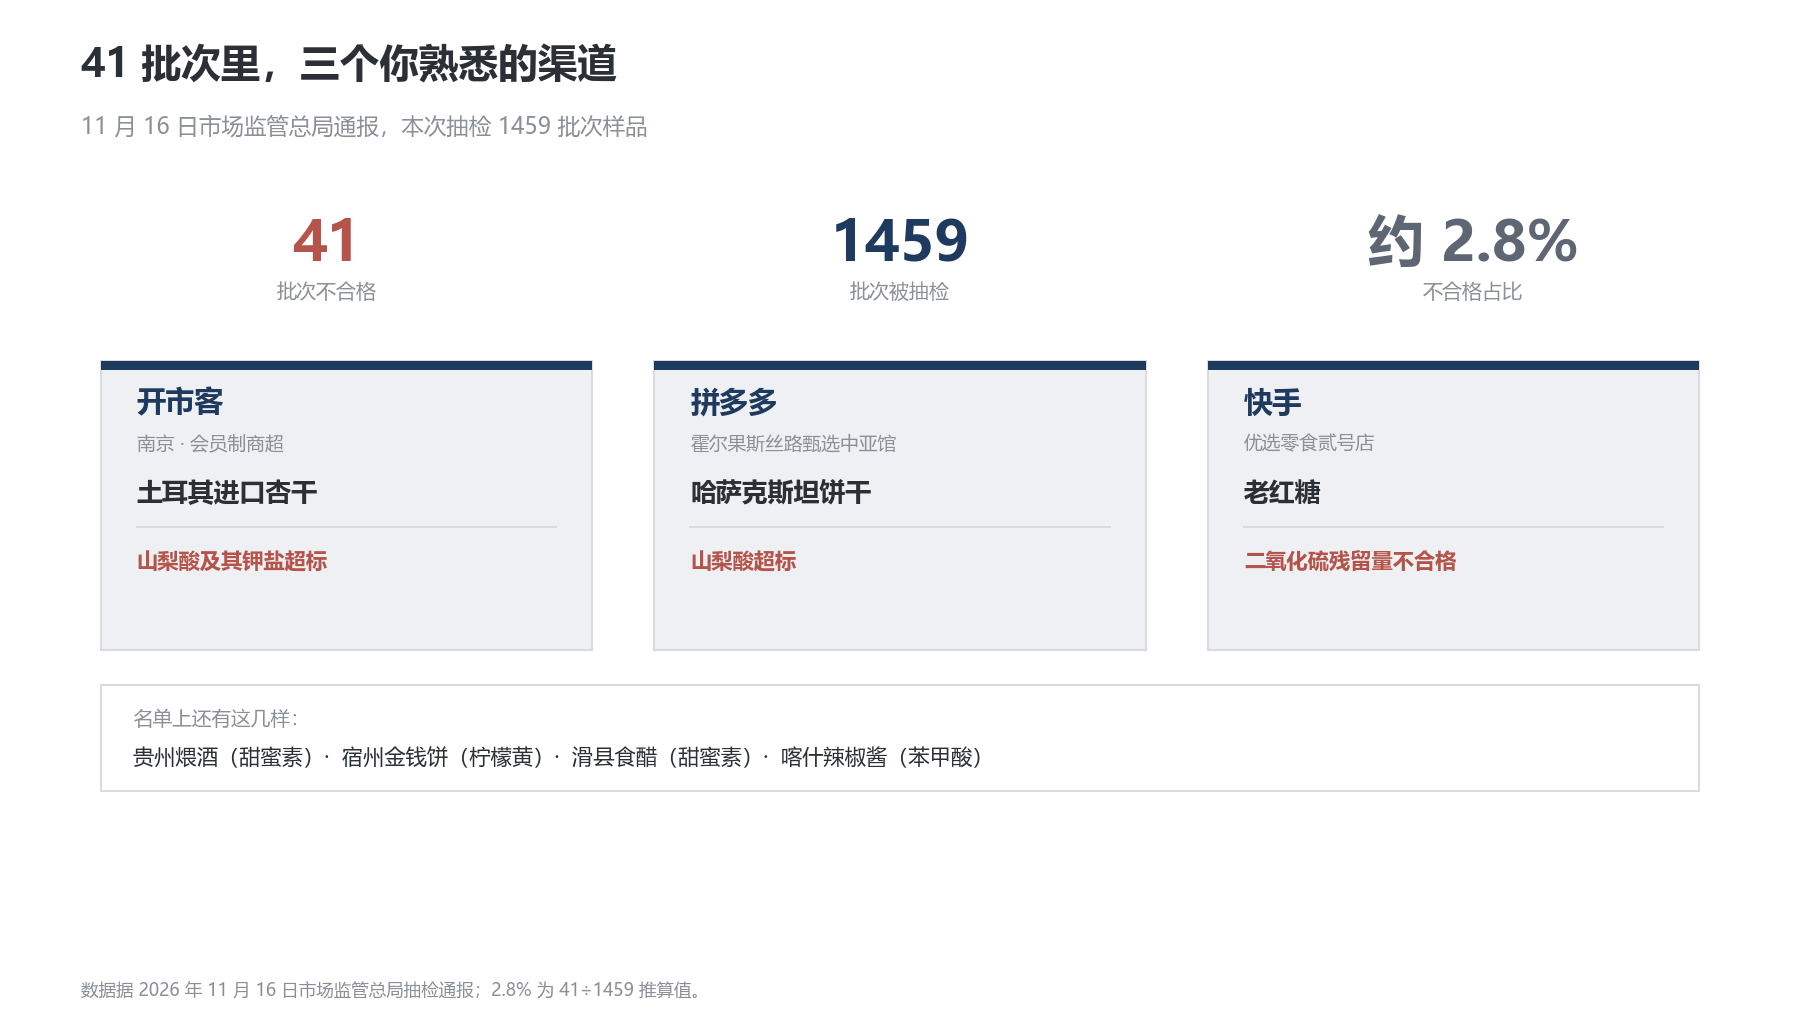 41 批次里，三个你熟悉的渠道
11 月 16 日市场监管总局通报，本次抽检 1459 批次样品
41
批次不合格
1459
批次被抽检
约 2.8%
不合格占比
开市客
南京 · 会员制商超
土耳其进口杏干
山梨酸及其钾盐超标
拼多多
霍尔果斯丝路甄选中亚馆
哈萨克斯坦饼干
山梨酸超标
快手
优选零食贰号店
老红糖
二氧化硫残留量不合格
名单上还有这几样：
贵州煨酒（甜蜜素）· 宿州金钱饼（柠檬黄）· 滑县食醋（甜蜜素）· 喀什辣椒酱（苯甲酸）
数据据 2026 年 11 月 16 日市场监管总局抽检通报；2.8% 为 41÷1459 推算值。